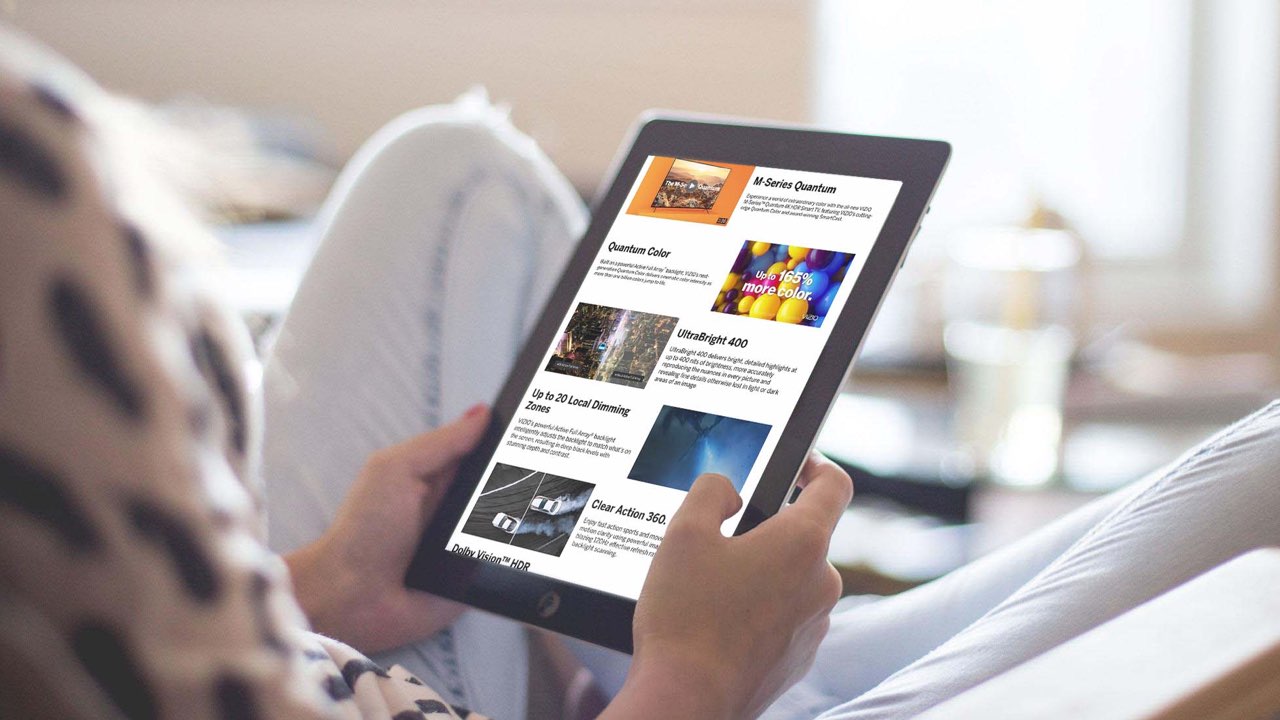 The M-Series Quantum
M-Series Quantum
Experience a world of extraordinary color with the all-new VIZIO
M-Series™ Quantum 4K HDR Smart TV, featuring VIZIO's cutting-
edge Quantum Color and award-winning SmartCast.
Quantum Color
Built on a powerful Active Full Array™ backlight, VIZIO's next-
generation Quantum Color delivers cinematic color intensity as
more than one billion colors jump to life.
Up to 165%
more color.
VIZIO
UltraBright 400
UltraBright 400 delivers bright, detailed highlights at
up to 400 nits of brightness, more accurately
reproducing the nuances in every picture and
revealing fine details otherwise lost in light or dark
areas of an image
Up to 20 Local Dimming
Zones
VIZIO's powerful Active Full Array® backlight
intelligently adjusts the backlight to match what's on
the screen, resulting in deep black levels with
stunning depth and contrast.
Clear Action 360.
Enjoy fast action sports and
motion clarity using powerful
blazing 120Hz effective refresh
backlight scanning.
Dolby Vision™ HDR